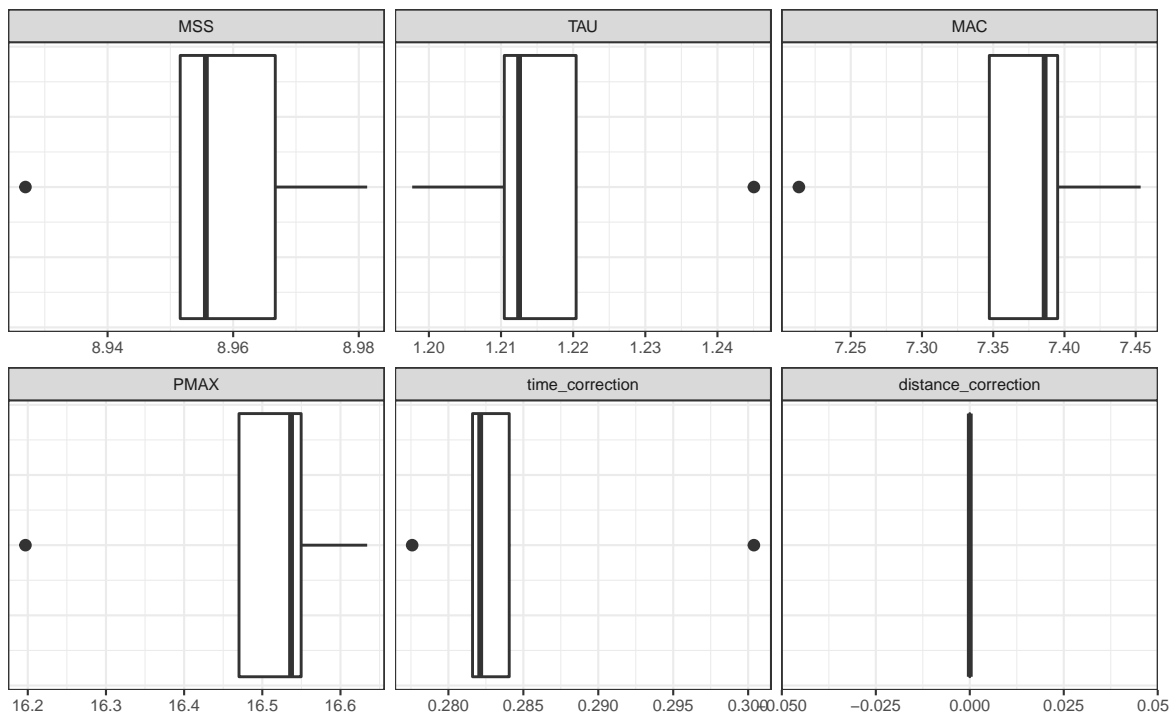 MSS
TAU
MAC
8.94 8.96 8.98
1.20 1.21 1.22 1.23 1.24
7.25 7.30 7.35 7.40 7.45
PMAX
time_correction
distance_correction
16.2 16.3 16.4 16.5 16.6
0.280 0.285 0.290 0.295 0.300
−0.050 −0.025 0.000 0.025 0.05